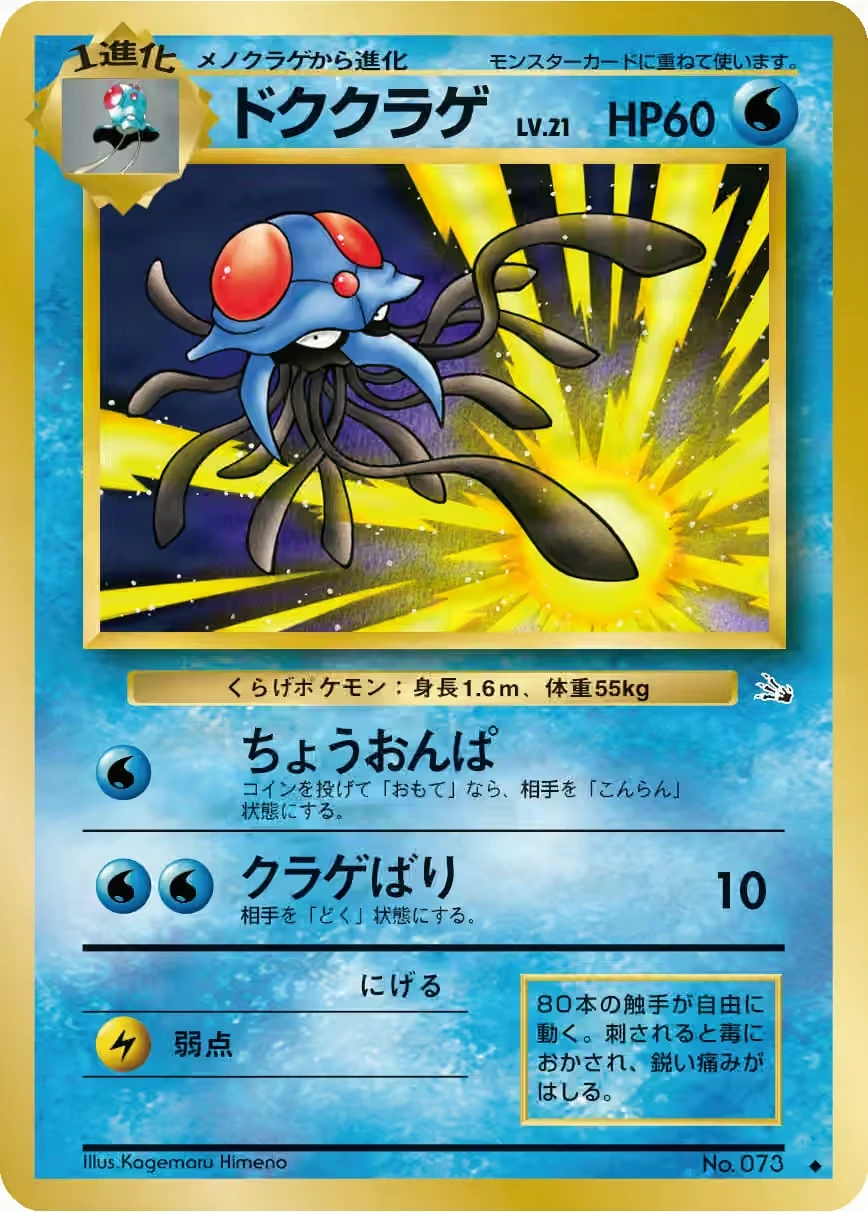 1進化
メノクラゲから進化
モンスターカードに重ねて使います。
ドククラゲ LV.21 HP60
くらげポケモン：身長1.6m、体重55kg
ちょうおんぱ
コインを投げて「おもて」なら、相手を「こんらん」
状態にする。
クラゲばり 10
相手を「どく」状態にする。
にげる
弱点
80本の触手が自由に
動く。刺されると毒に
おかされ、鋭い痛みが
はしる。
Illus.Kagemaru Himeno
No.073